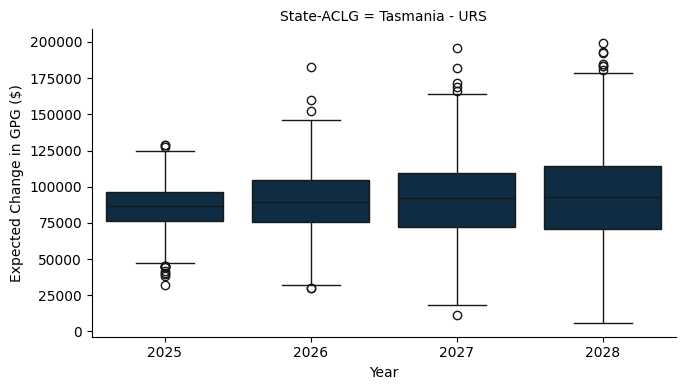 State-ACLG = Tasmania - URS
Expected Change in GPG ($)
200000
175000
150000
125000
100000
75000
50000
25000
0
2025 2026 2027 2028
Year